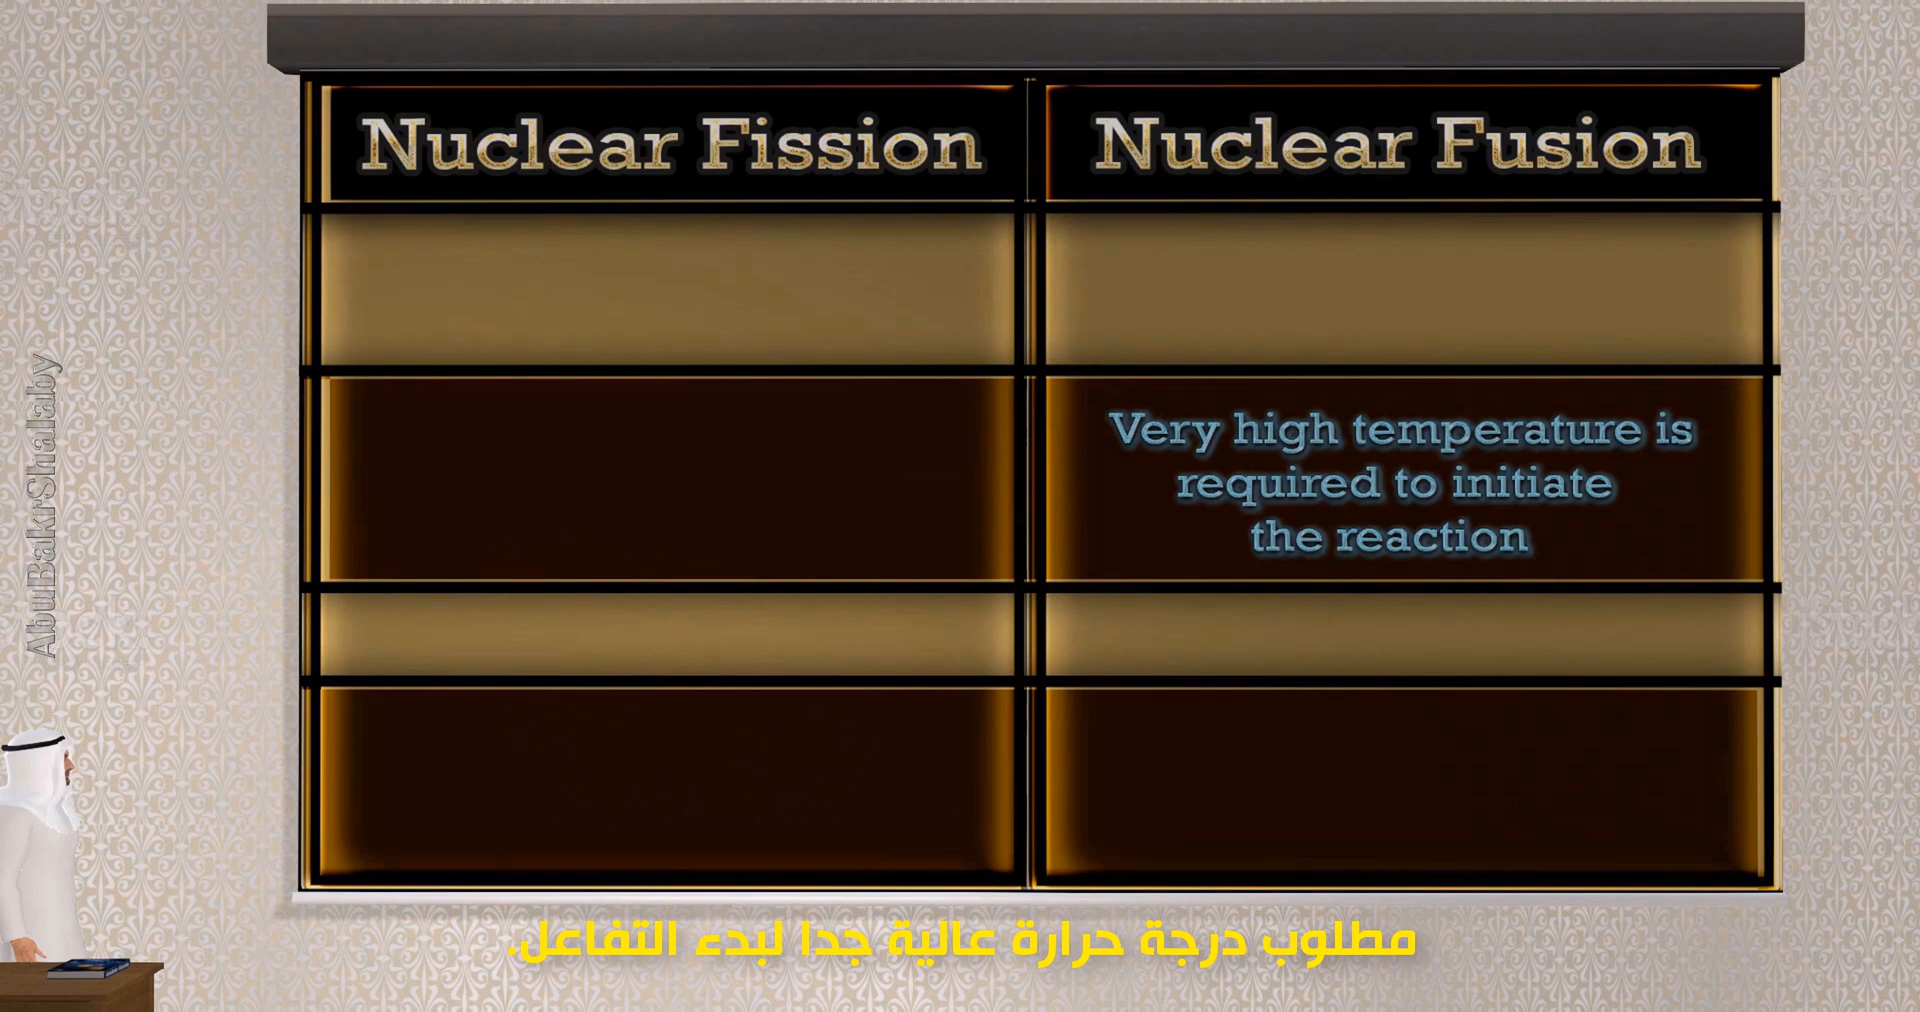 Nuclear Fission
Nuclear Fusion
Very high temperature is
required to initiate
the reaction
AbuBakrShalaby
مطلوب درجة حرارة عالية جدا لبدء التفاعل.